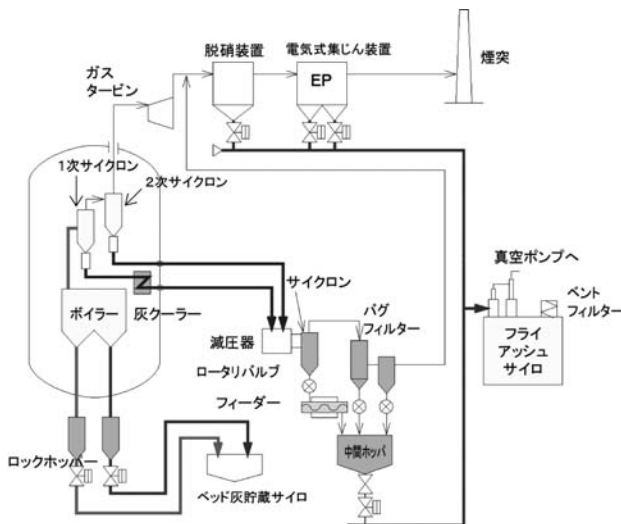 脱硝装置
電気式集じん装置
EP
煙突
ガス
タービン
1次サイクロン
2次サイクロン
ボイラー
灰クーラー
サイクロン
減圧器
バグ
フィルター
ロータリバルブ
フィーダー
中間ホッパ
ロックホッパー
ベッド灰貯蔵サイロ
真空ポンプへ
ベント
フィルター
フライ
アッシュ
サイロ